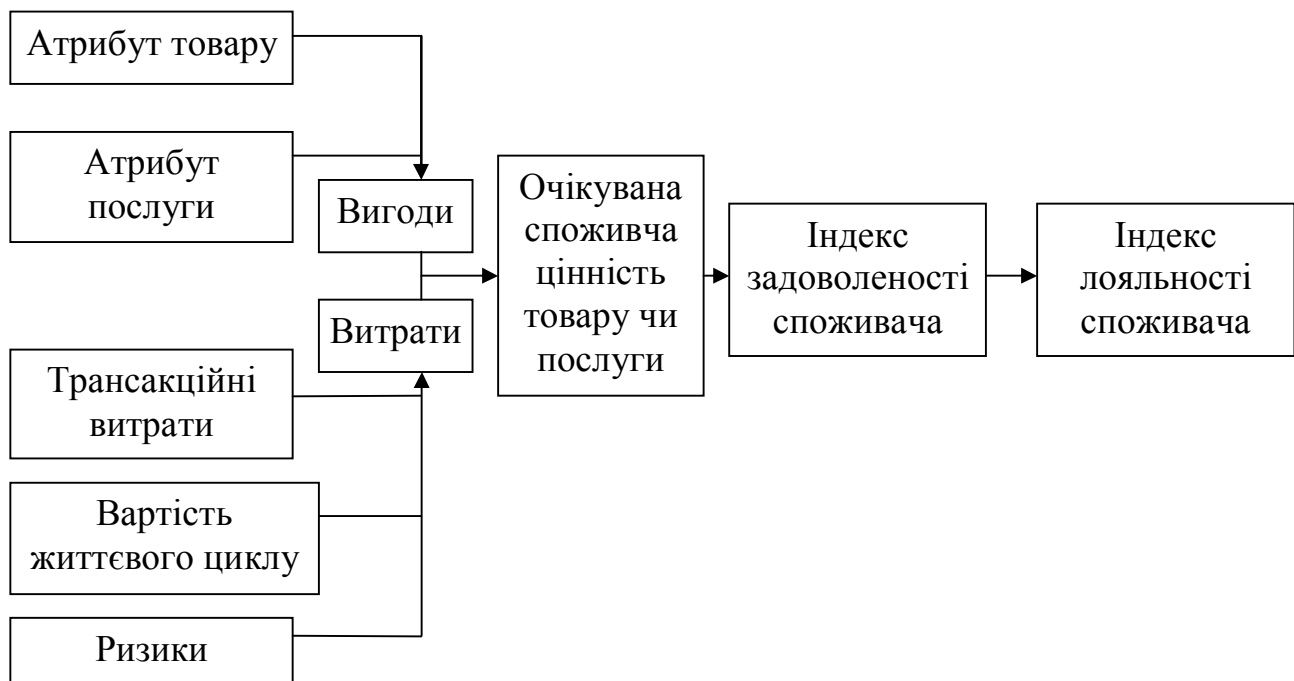 Атрибут товару
Атрибут
послуги
Вигоди
Витрати
Трансакційні
витрати
Вартість
життєвого циклу
Ризики
Очікувана
споживча
цінність
товару чи
послуги
Індекс
задоволеності
споживача
Індекс
лояльності
споживача